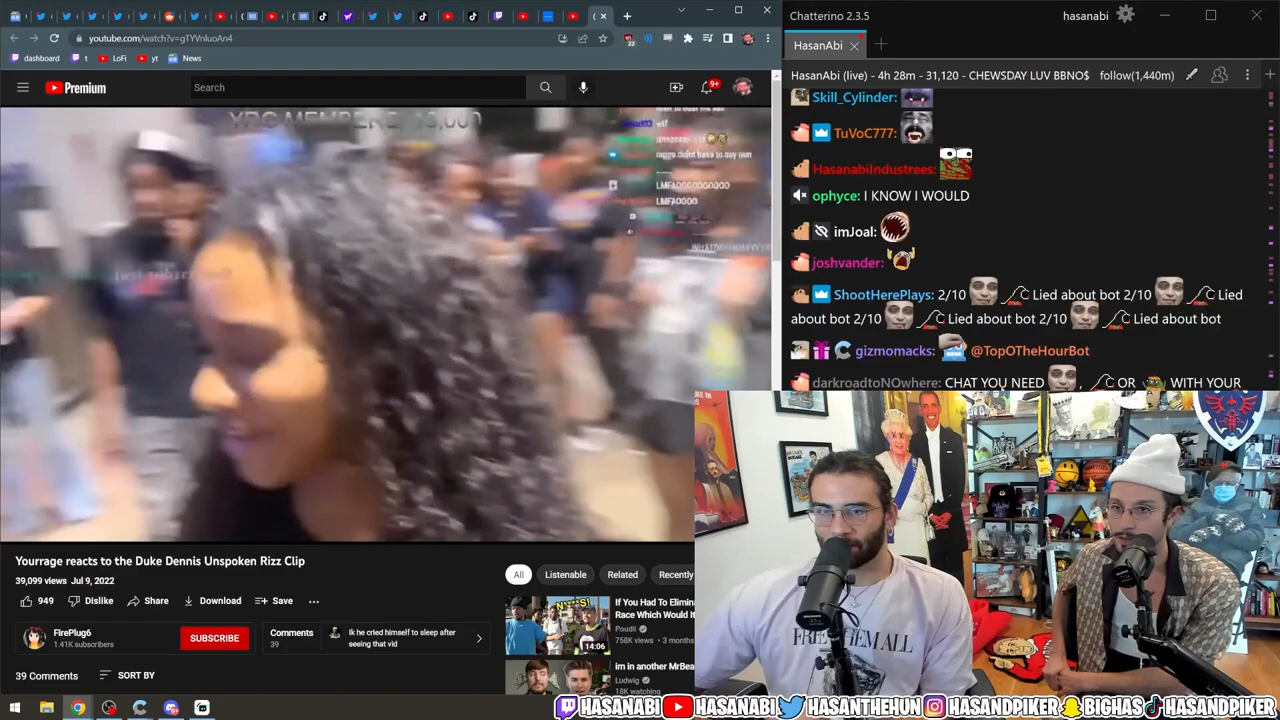 Chatterino 2.3.5
hasanabi
youtube.com/watch?v=gTYVnluoAn4
HasanAbi
dashboard
t
LoFi
yt
News
HasanAbi (live) - 4h 28m - 31,120 - CHEWSDAY LUV BBNO$ follow(1,440m)
Premium
Search
9+
22
Skill_Cylinder:
TuVoC777:
HasanabiIndustrees:
ophyce: I KNOW I WOULD
imJoal:
joshvander:
ShootHerePlays: 2/10 Lied
about bot 2/10 Lied about bot 2/10 Lied
about bot 2/10 Lied about bot 2/10 Lied about bot
gizmomacks: @TopOTheHourBot
darkroadtoNOwhere: CHAT YOU NEED , OR WITH YOUR
LMFAOOOO
FREE THEM ALL
Yourrage reacts to the Duke Dennis Unspoken Rizz Clip
39,099 views Jul 9, 2022
949
Dislike
Share
Download
Save
FirePlug6
1.41K subscribers
SUBSCRIBE
Comments
39
Ik he cried himself to sleep after
seeing that vid
39 Comments
SORT BY
All
Listenable
Related
Recently
If You Had To Elimina
Race Which Would I
Poudii
758K views • 3 months
14:06
im in another MrBea
Ludwig
18K watching
HASANABI
HASANABI
HASANTHEHUN
HASANDPIKER
BIGHAS
HASANDPIKER